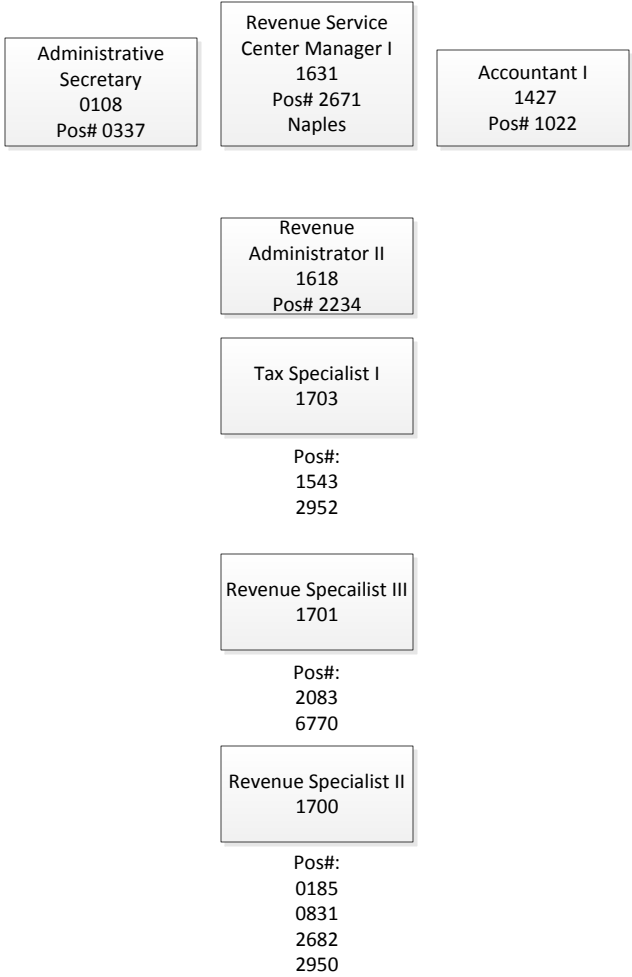 Administrative
Secretary
0108
Pos# 0337
Revenue Service
Center Manager I
1631
Pos# 2671
Naples
Accountant I
1427
Pos# 1022
Revenue
Administrator II
1618
Pos# 2234
Tax Specialist I
1703
Pos#:
1543
2952
Revenue Specailist III
1701
Pos#:
2083
6770
Revenue Specialist II
1700
Pos#:
0185
0831
2682
2950